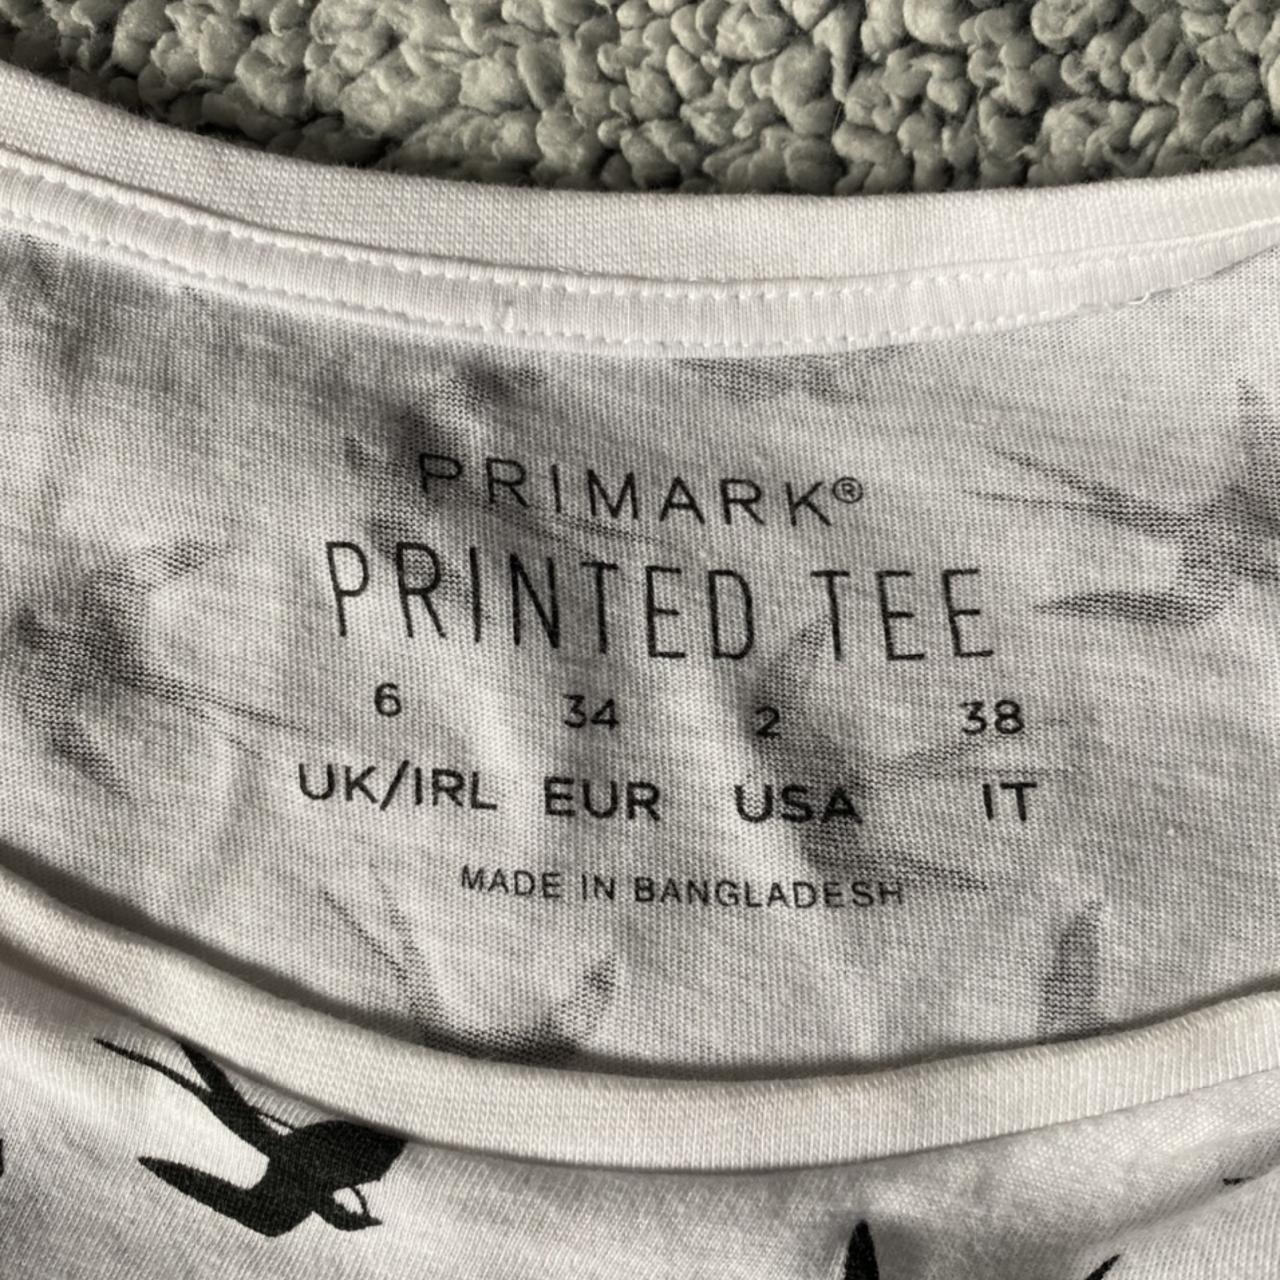 PRIMARK®
PRINTED TEE
6 34 2 38
UK/IRL EUR USA IT
MADE IN BANGLADESH